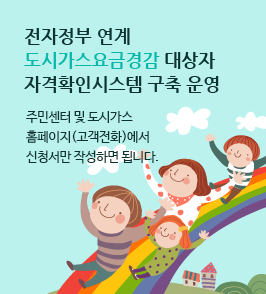 전자정부 연계
도시가스요금경감 대상자
자격확인시스템 구축 운영
주민센터 및 도시가스
홈페이지(고객전화)에서
신청서만 작성하면 됩니다.